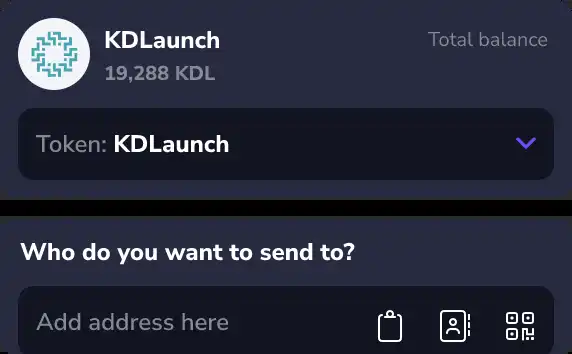 KDLaunch
Total balance
19,288 KDL
Token: KDLaunch
Who do you want to send to?
Add address here